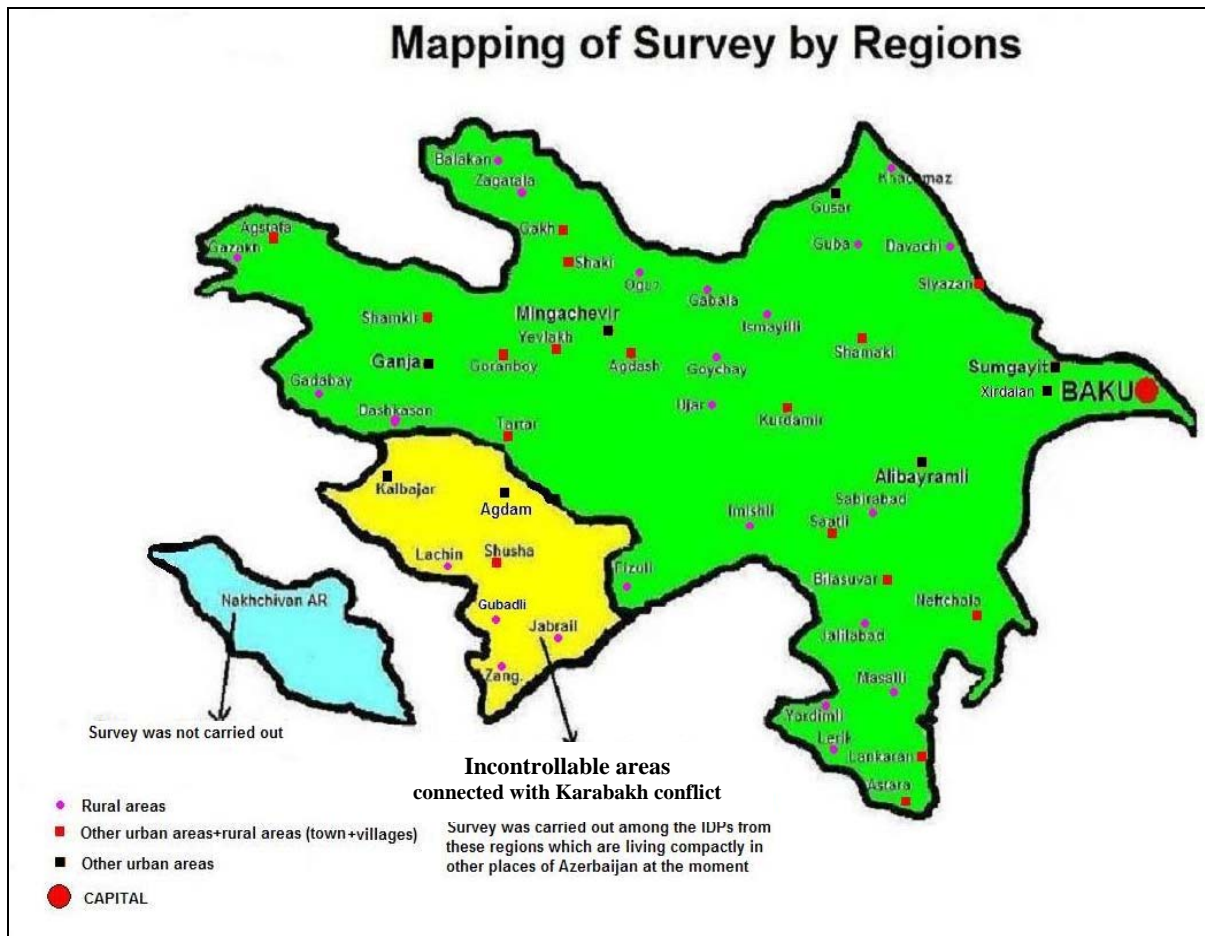 Mapping of Survey by Regions
Balakan
Zagatala
Khachmaz
Gusar
Agstafa
Gakh
Gazakh
Guba
Davachi
Shaki
Oguz
Siyazan
Gabala
Mingachevir
Ismayilli
Shamkir
Yevlakh
Shamaki
Ganja
Goranboy
Agdash
Goychay
Sumgayit
Gadabay
Xirdalan
BAKU
Dashkasan
Ujar
Kurdamir
Tartar
Kalbajar
Alibayramli
Agdam
Sabirabad
Imishli
Saatli
Lachin
Shusha
Fizuli
Bilasuvar
Nakhchivan AR
Gubadli
Neftchala
Jabrail
Jalilabad
Zang.
Masalli
Yardimli
Survey was not carried out
Lerik
Lankaran
Incontrollable areas
connected with Karabakh conflict
Astara
Rural areas
Survey was carried out among the IDPs from
Other urban areas+rural areas (town+villages)
these regions which are living compactly in
Other urban areas
other places of Azerbaijan at the moment
CAPITAL